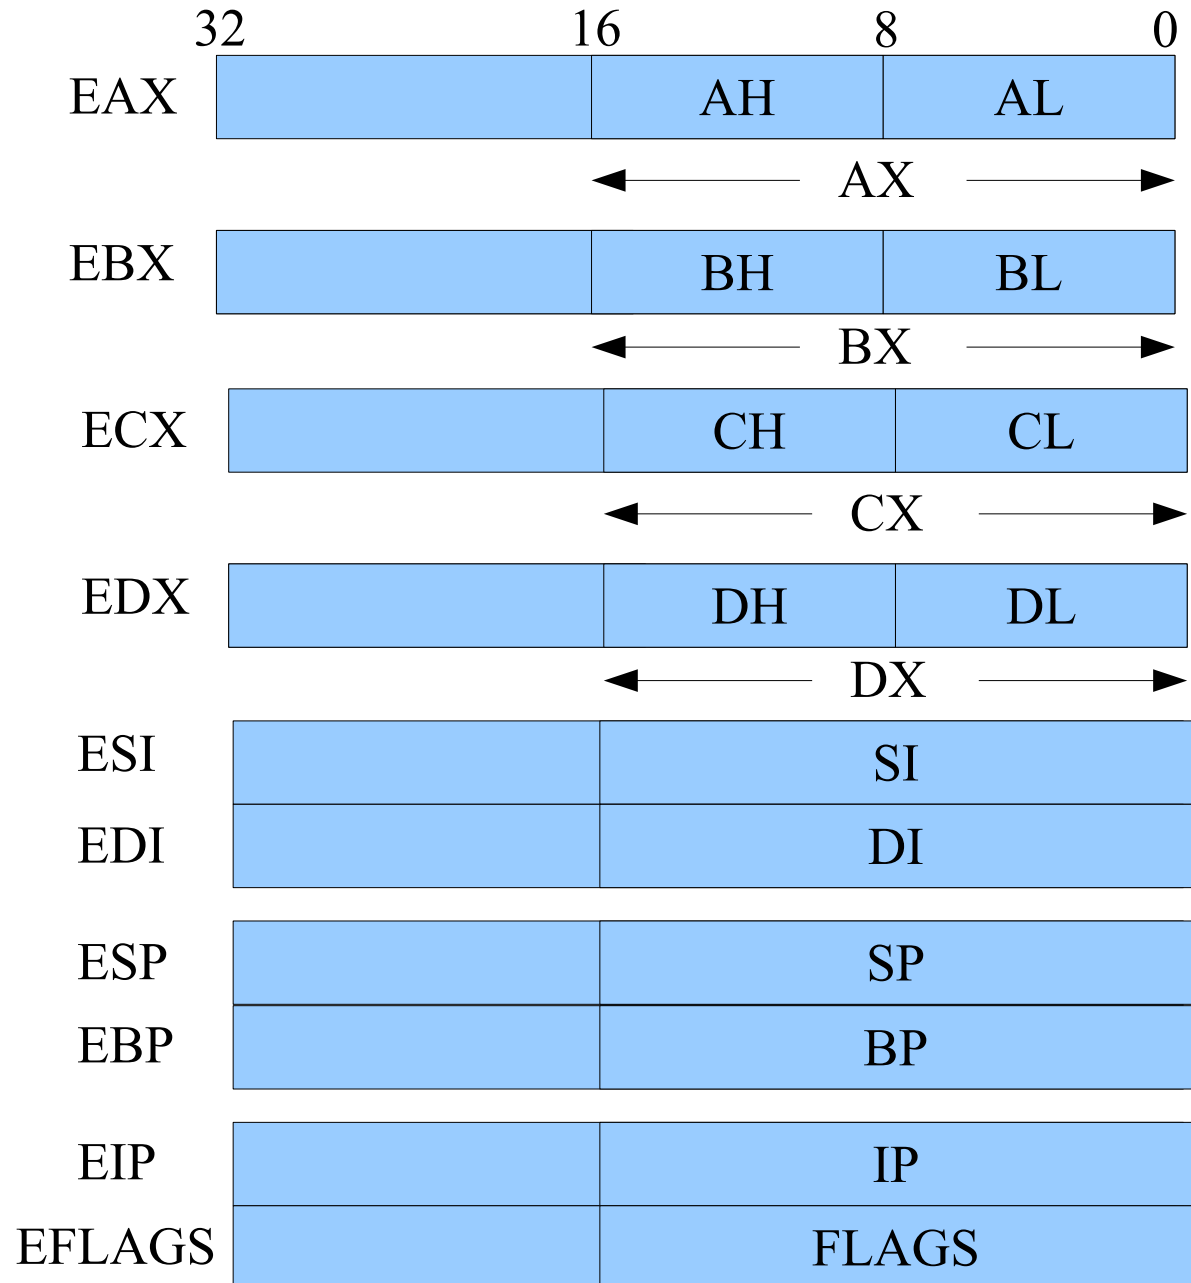 32 16 8 0
EAX AH AL
AX
EBX BH BL
BX
ECX CH CL
CX
EDX DH DL
DX
ESI SI
EDI DI
ESP SP
EBP BP
EIP IP
EFLAGS FLAGS